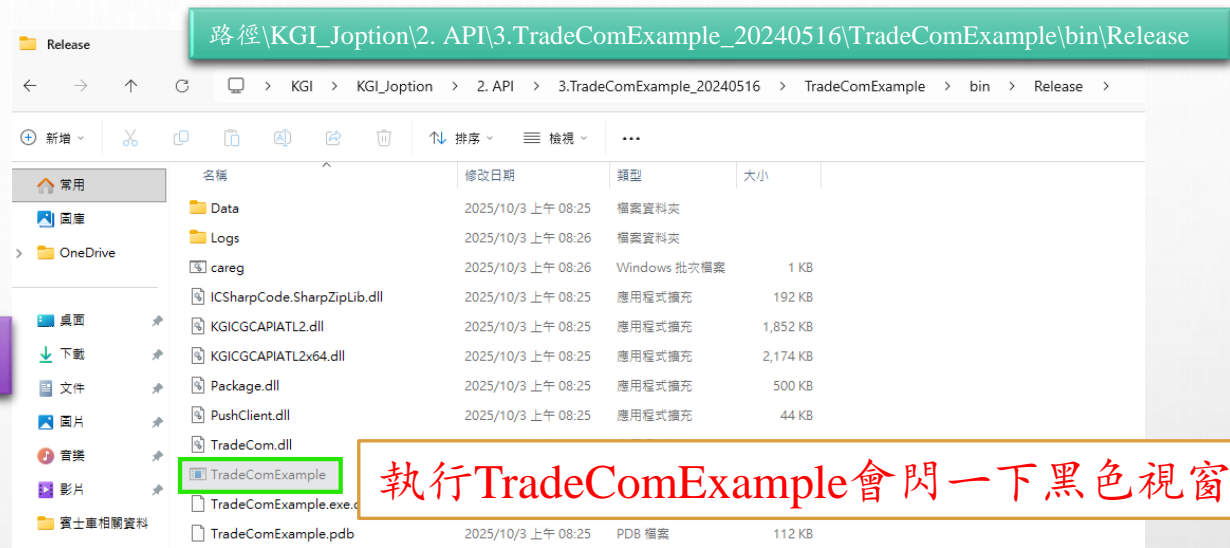 路徑\KGI_Joption\2. API\3.TradeComExample_20240516\TradeComExample\bin\Release
Release
KGI > KGI_Joption > 2. API > 3.TradeComExample_20240516 > TradeComExample > bin > Release >
新增 排序 檢視 ...
名稱 修改日期 類型 大小
常用
圖庫
OneDrive
桌面
下載
文件
圖片
音樂
影片
賓士車相關資料
Data 2025/10/3 上午 08:25 檔案資料夾
Logs 2025/10/3 上午 08:26 檔案資料夾
careg 2025/10/3 上午 08:26 Windows 批次檔案 1 KB
ICSharpCode.SharpZipLib.dll 2025/10/3 上午 08:25 應用程式擴充 192 KB
KGICGCAPIATL2.dll 2025/10/3 上午 08:25 應用程式擴充 1,852 KB
KGICGCAPIATL2x64.dll 2025/10/3 上午 08:25 應用程式擴充 2,174 KB
Package.dll 2025/10/3 上午 08:25 應用程式擴充 500 KB
PushClient.dll 2025/10/3 上午 08:25 應用程式擴充 44 KB
TradeCom.dll
TradeComExample
執行TradeComExample會閃一下黑色視窗
TradeComExample.exe.c
TradeComExample.pdb 2025/10/3 上午 08:25 PDB 檔案 112 KB